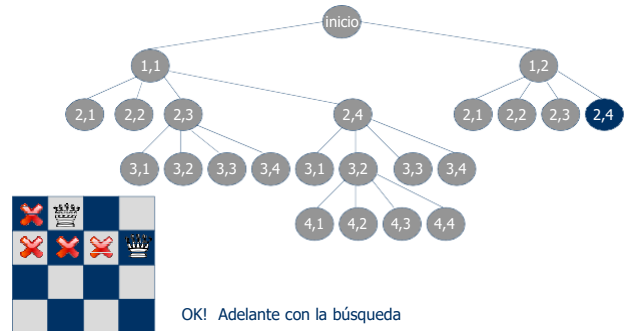 inicio
1,1 1,2
2,1 2,2 2,3 2,4 2,1 2,2 2,3 2,4
3,1 3,2 3,3 3,4 3,1 3,2 3,3 3,4
4,1 4,2 4,3 4,4
OK! Adelante con la búsqueda